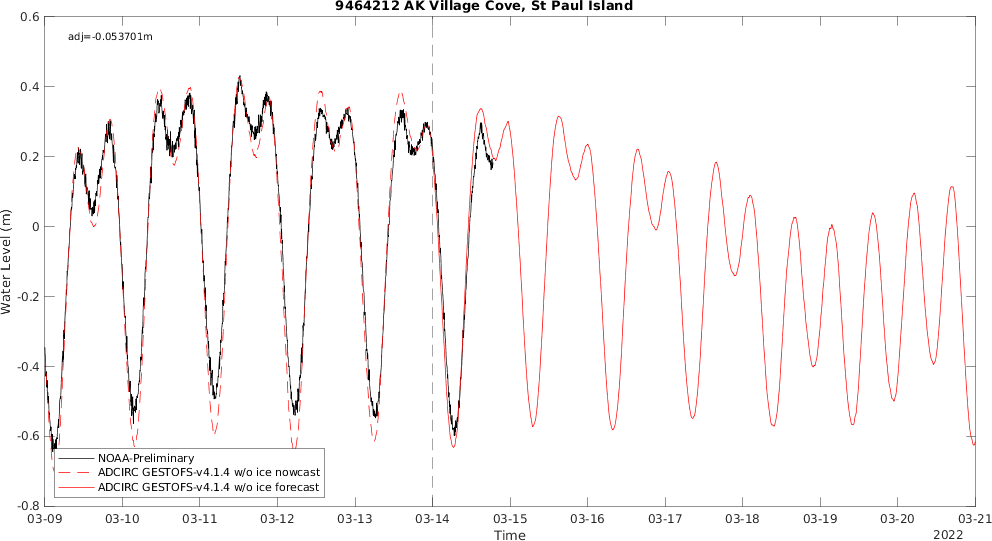 9464212 AK Village Cove, St Paul Island
adj=-0.053701m
0.6
0.4
0.2
0
-0.2
-0.4
-0.6
-0.8
Water Level (m)
NOAA-Preliminary
ADCIRC GESTOFS-v4.1.4 w/o ice nowcast
ADCIRC GESTOFS-v4.1.4 w/o ice forecast
03-09 03-10 03-11 03-12 03-13 03-14 03-15 03-16 03-17 03-18 03-19 03-20 03-21
Time
2022